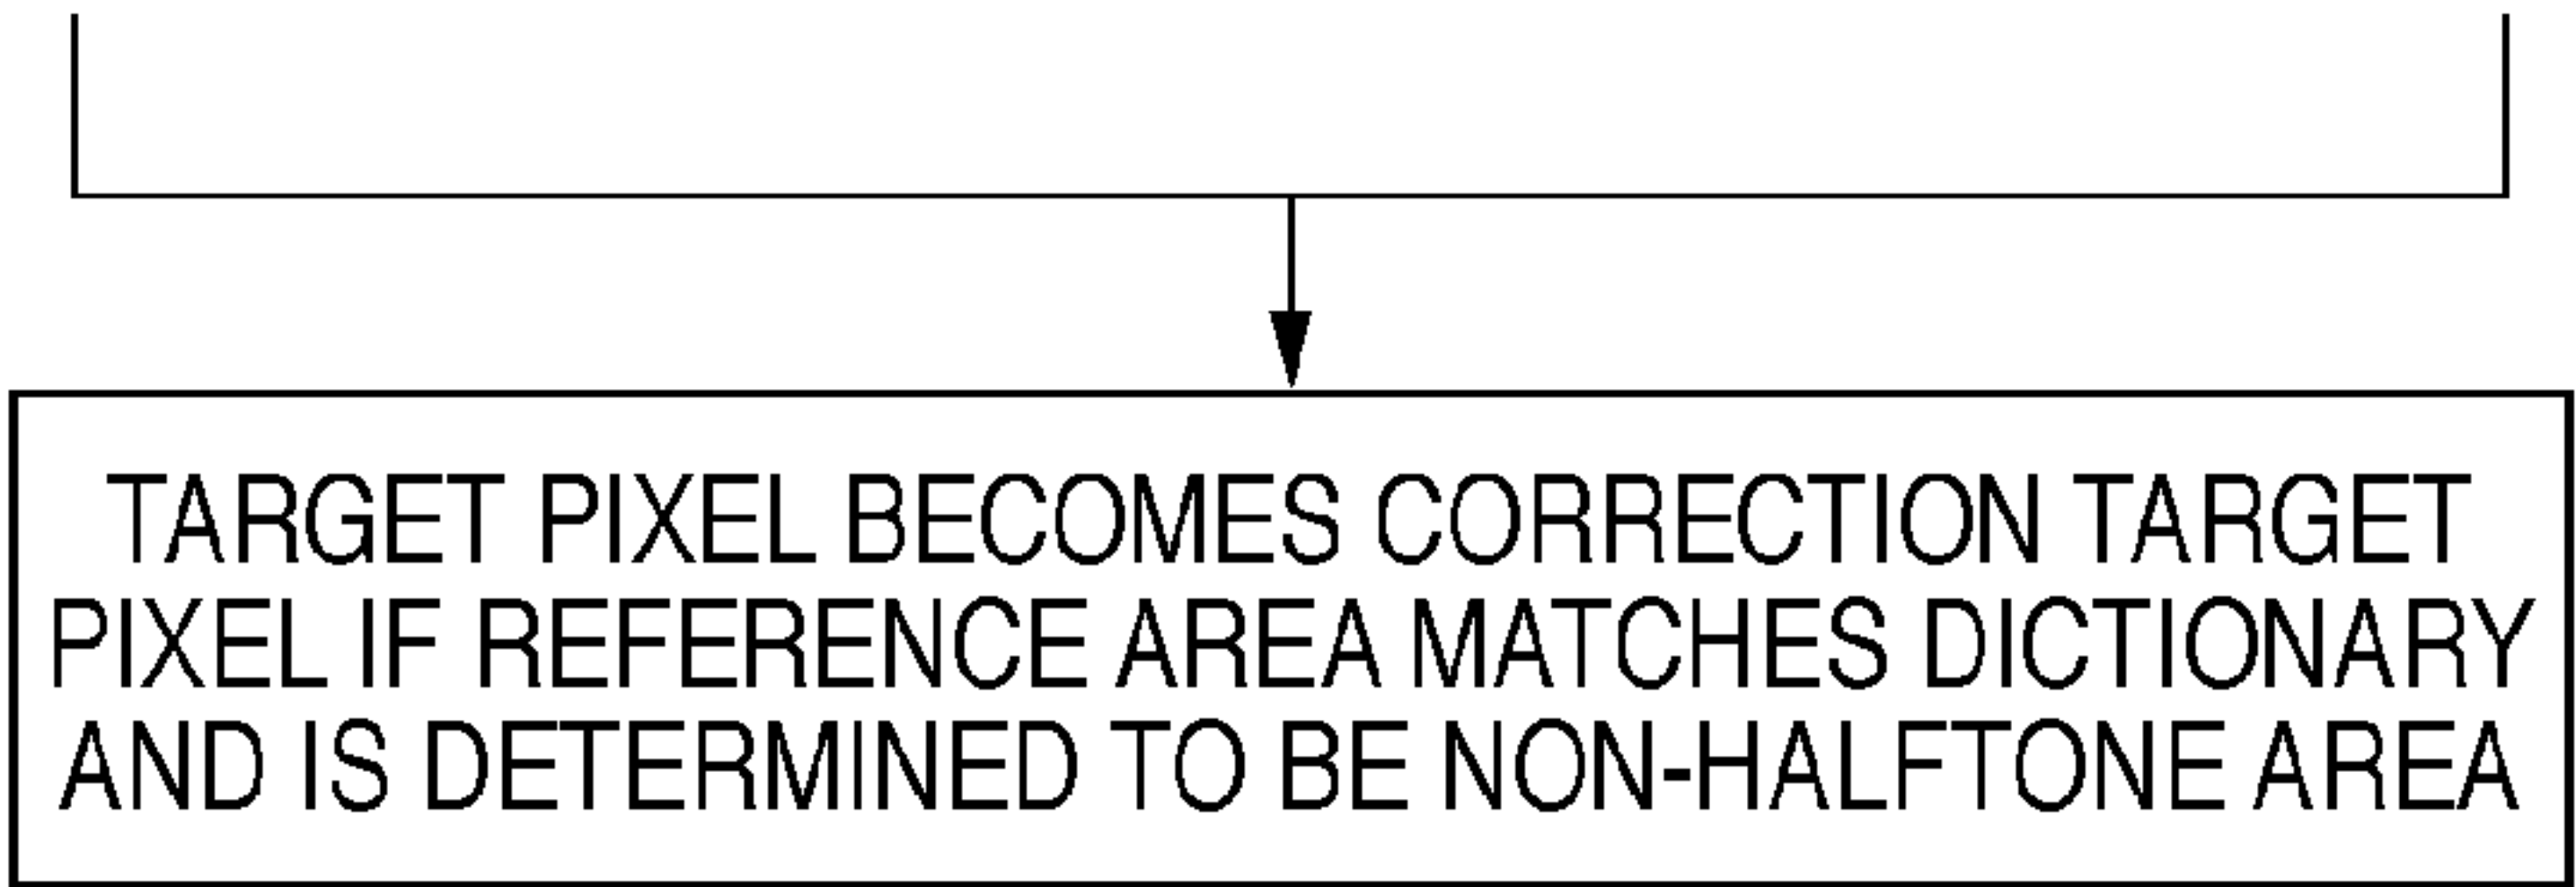 TARGET PIXEL BECOMES CORRECTION TARGET
PIXEL IF REFERENCE AREA MATCHES DICTIONARY
AND IS DETERMINED TO BE NON-HALFTONE AREA